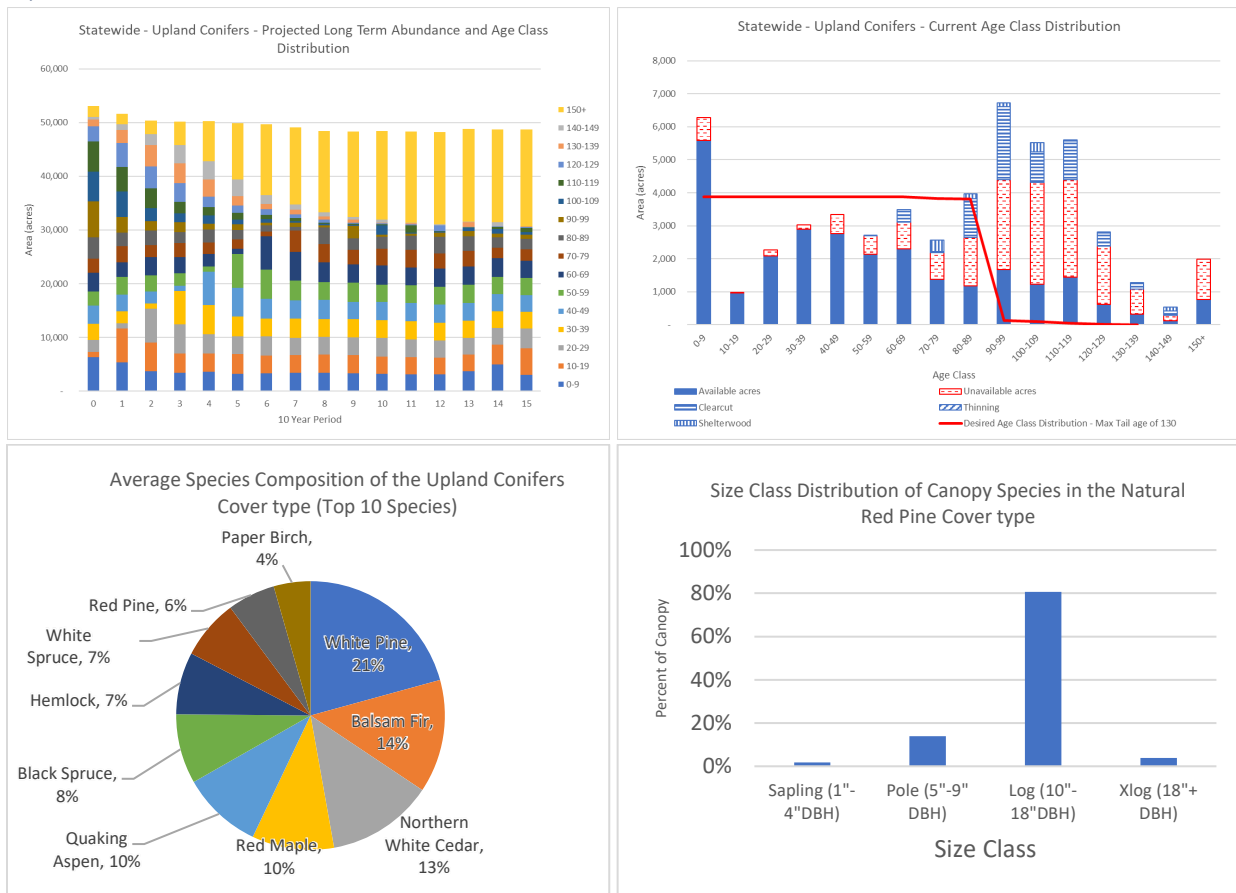 Statewide - Upland Conifers - Projected Long Term Abundance and Age Class
Distribution
60,000
50,000
40,000
30,000
20,000
10,000
-
Area (acres)
0 1 2 3 4 5 6 7 8 9 10 11 12 13 14 15
10 Year Period
150+
140-149
130-139
120-129
110-119
100-109
90-99
80-89
70-79
60-69
50-59
40-49
30-39
20-29
10-19
0-9
Statewide - Upland Conifers - Current Age Class Distribution
8,000
7,000
6,000
5,000
4,000
3,000
2,000
1,000
-
Area (acres)
0-9 10-19 20-29 30-39 40-49 50-59 60-69 70-79 80-89 90-99 100-109 110-119 120-129 130-139 140-149 150+
Age Class
Available acres Unavailable acres
Clearcut Thinning
Shelterwood Desired Age Class Distribution - Max Tail age of 130
Average Species Composition of the Upland Conifers
Cover type (Top 10 Species)
Paper Birch,
4%
Red Pine, 6%
White
Spruce, 7%
Hemlock, 7%
Black Spruce,
8%
Quaking
Aspen, 10%
Red Maple,
10%
Northern
White Cedar,
13%
Balsam Fir,
14%
White Pine,
21%
Size Class Distribution of Canopy Species in the Natural
Red Pine Cover type
100%
80%
60%
40%
20%
0%
Percent of Canopy
Sapling (1"-
4"DBH)
Pole (5"-9"
DBH)
Log (10"-
18"DBH)
Xlog (18"+
DBH)
Size Class